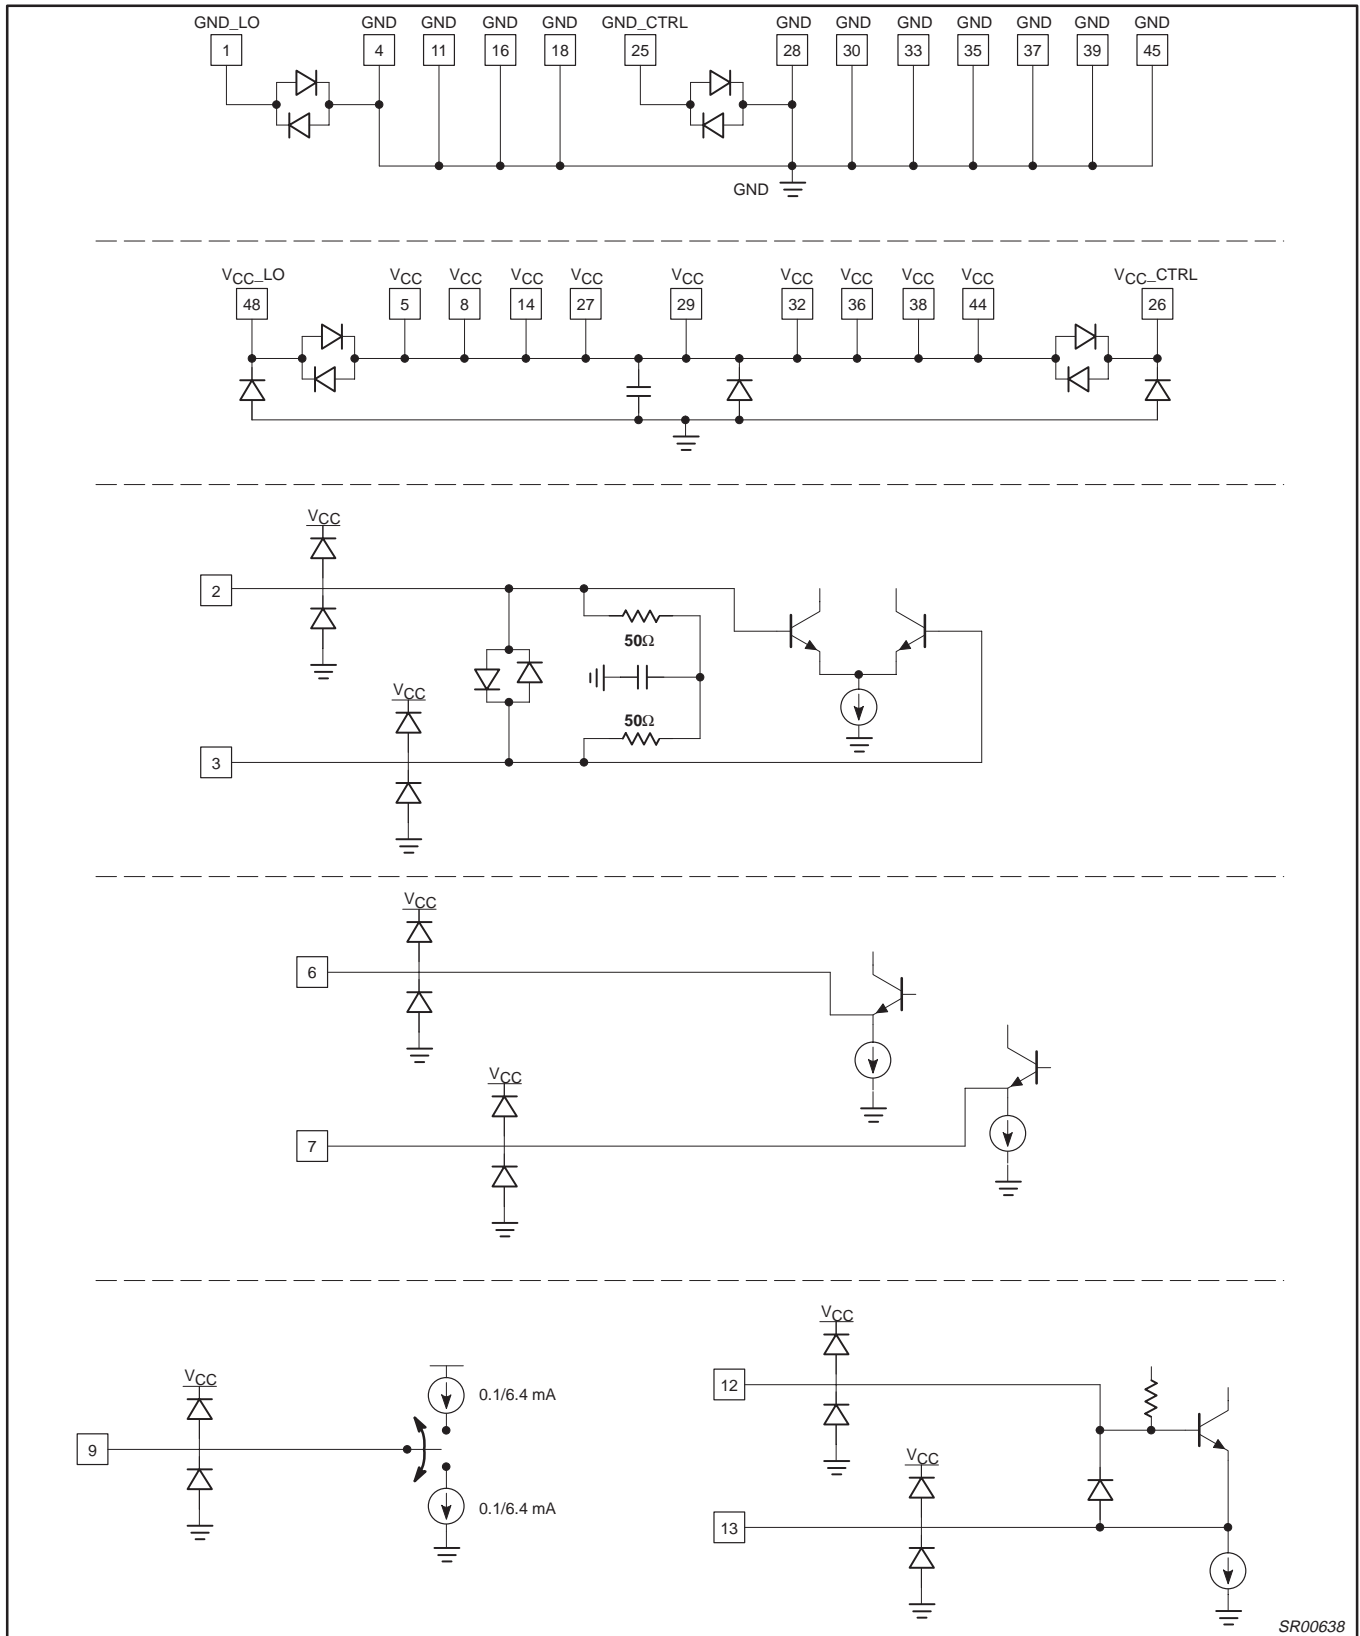 GND_LO GND GND GND GND GND_CTRL GND GND GND GND GND GND GND
1 4 11 16 18 25 28 30 33 35 37 39 45
GND
VCC_LO VCC VCC VCC VCC VCC VCC VCC VCC VCC VCC_CTRL
48 5 8 14 27 29 32 36 38 44 26
VCC
2
50Ω
VCC
50Ω
3
VCC
6
VCC
7
VCC
12
VCC
0.1/6.4 mA
9
VCC
0.1/6.4 mA
13
SR00638